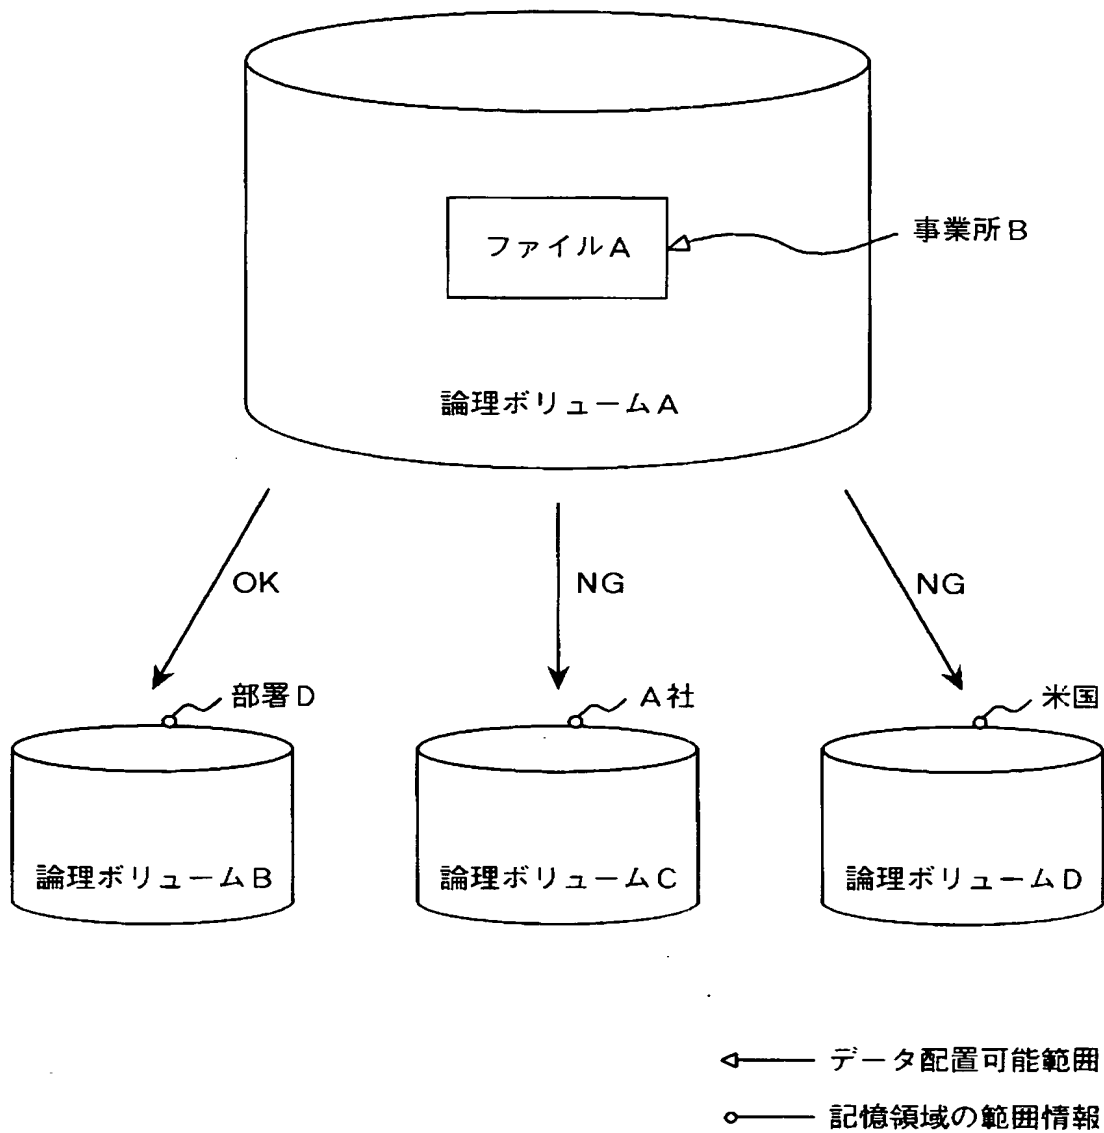 ファイルA
事業所B
論理ボリュームA
OK
NG
NG
部署D
A社
米国
論理ボリュームB
論理ボリュームC
論理ボリュームD
データ配置可能範囲
記憶領域の範囲情報